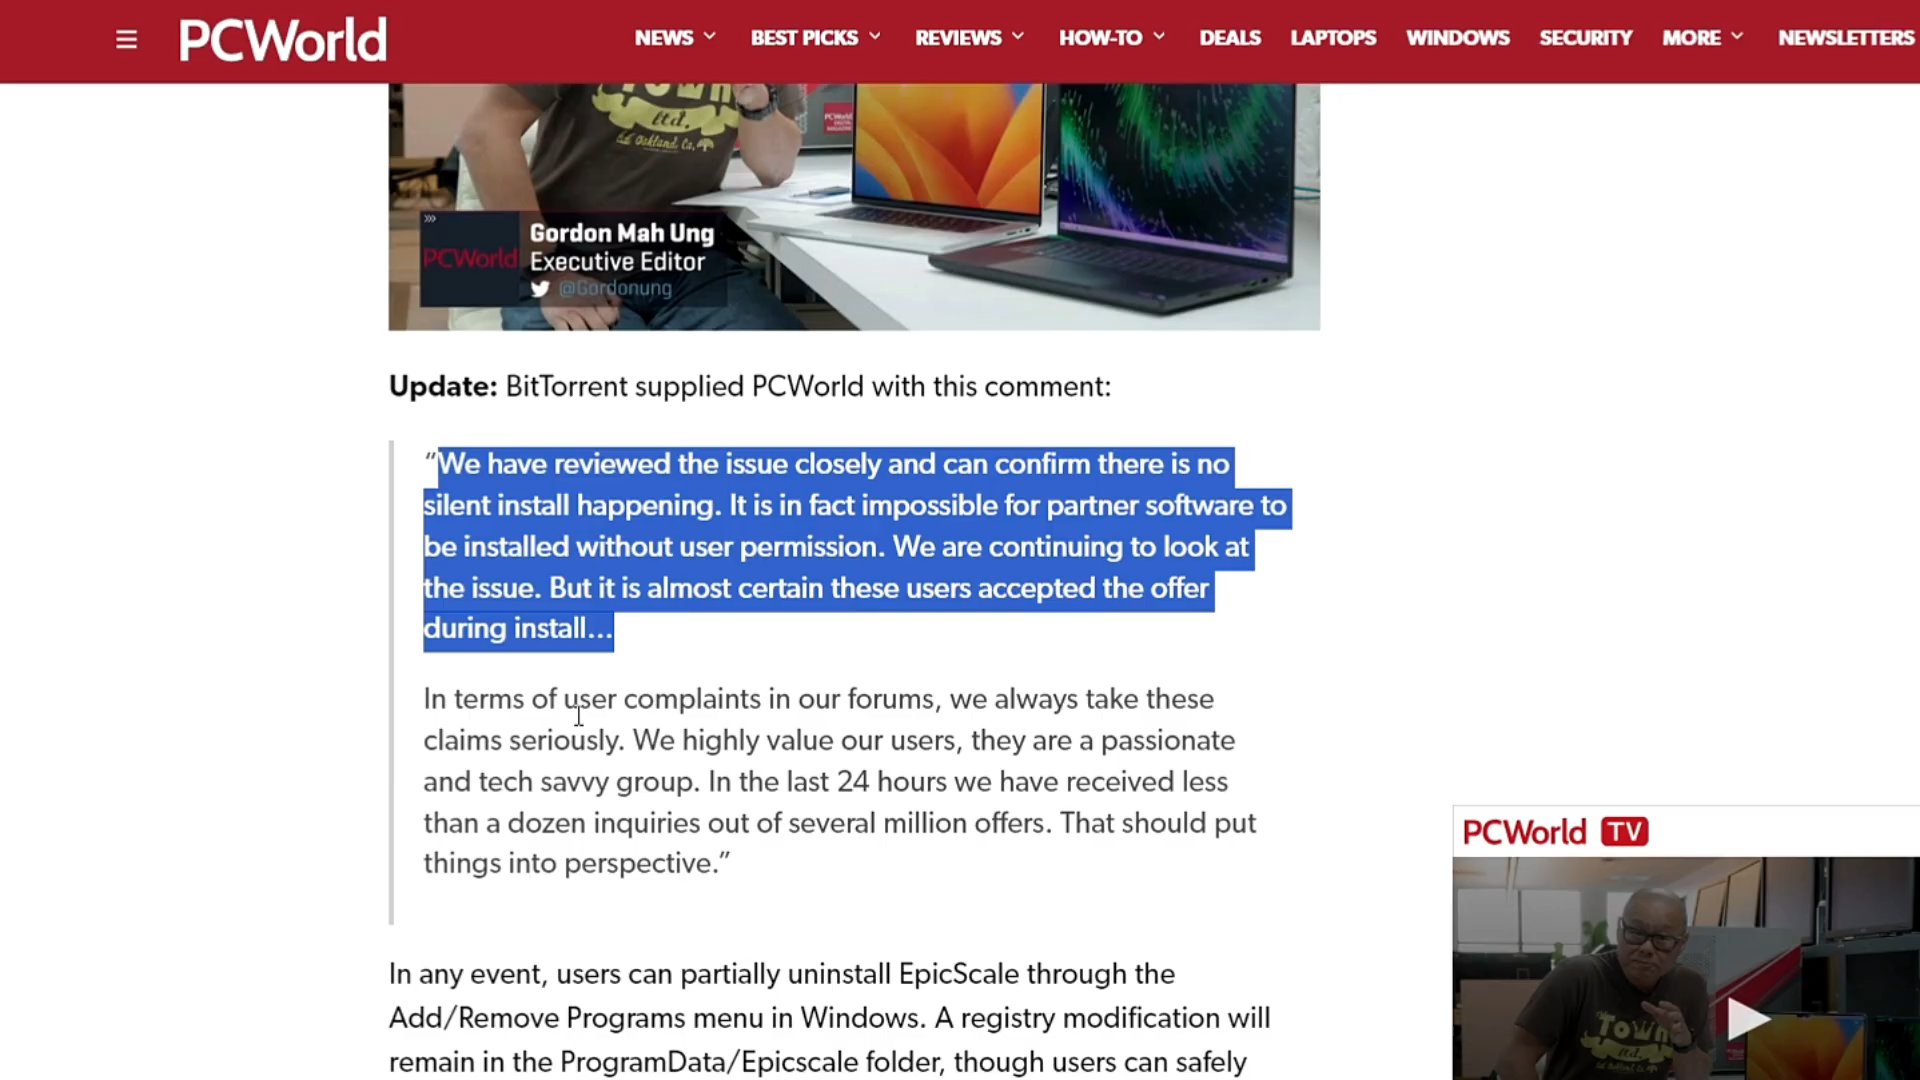 PCWorld
NEWS
BEST PICKS
REVIEWS
HOW-TO
DEALS
LAPTOPS
WINDOWS
SECURITY
MORE
NEWSLETTERS
TOWN
ltd.
Oakland, Ca.
PCWorld
Gordon Mah Ung
Executive Editor
@Gordonung
Update: BitTorrent supplied PCWorld with this comment:
“We have reviewed the issue closely and can confirm there is no
silent install happening. It is in fact impossible for partner software to
be installed without user permission. We are continuing to look at
the issue. But it is almost certain these users accepted the offer
during install…
In terms of user complaints in our forums, we always take these
claims seriously. We highly value our users, they are a passionate
and tech savvy group. In the last 24 hours we have received less
than a dozen inquiries out of several million offers. That should put
things into perspective.”
PCWorld TV
TOWN
ltd.
In any event, users can partially uninstall EpicScale through the
Add/Remove Programs menu in Windows. A registry modification will
remain in the ProgramData/Epicscale folder, though users can safely